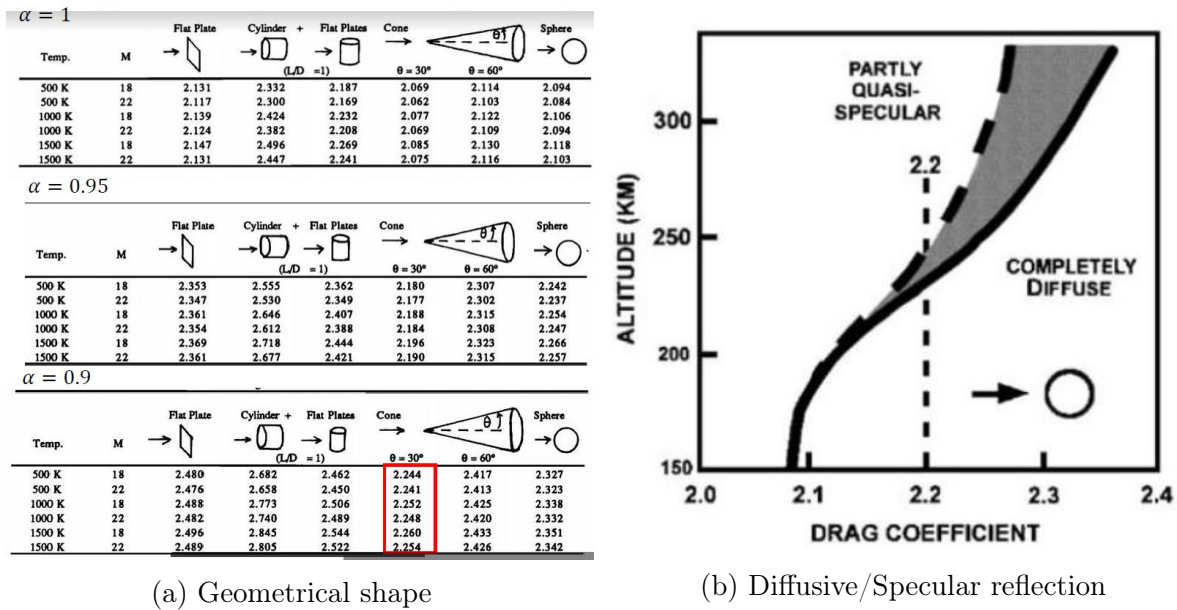 α = 1
Flat Plate Cylinder + Flat Plates Cone θ Sphere
Temp. M (L/D =1) θ = 30° θ = 60°
500 K 18 2.131 2.332 2.187 2.069 2.114 2.094
500 K 22 2.117 2.300 2.169 2.062 2.103 2.084
1000 K 18 2.139 2.424 2.232 2.077 2.122 2.106
1000 K 22 2.124 2.382 2.208 2.069 2.109 2.094
1500 K 18 2.147 2.496 2.269 2.085 2.130 2.118
1500 K 22 2.131 2.447 2.241 2.075 2.116 2.103
α = 0.95
Flat Plate Cylinder + Flat Plates Cone θ Sphere
Temp. M (L/D = 1) θ = 30° θ = 60°
500 K 18 2.353 2.555 2.362 2.180 2.307 2.242
500 K 22 2.347 2.530 2.349 2.177 2.302 2.237
1000 K 18 2.361 2.646 2.407 2.188 2.315 2.254
1000 K 22 2.354 2.612 2.388 2.184 2.308 2.247
1500 K 18 2.369 2.718 2.444 2.196 2.323 2.266
1500 K 22 2.361 2.677 2.421 2.190 2.315 2.257
α = 0.9
Flat Plate Cylinder + Flat Plates Cone θ Sphere
Temp. M (L/D = 1) θ = 30° θ = 60°
500 K 18 2.480 2.682 2.462 2.244 2.417 2.327
500 K 22 2.476 2.658 2.450 2.241 2.413 2.323
1000 K 18 2.488 2.773 2.506 2.252 2.425 2.338
1000 K 22 2.482 2.740 2.489 2.248 2.420 2.332
1500 K 18 2.496 2.845 2.544 2.260 2.433 2.351
1500 K 22 2.489 2.805 2.522 2.254 2.426 2.342
(a) Geometrical shape
PARTLY
QUASI-
SPECULAR
2.2
COMPLETELY
DIFFUSE
ALTITUDE (KM)
300
250
200
150
2.0 2.1 2.2 2.3 2.4
DRAG COEFFICIENT
(b) Diffusive/Specular reflection